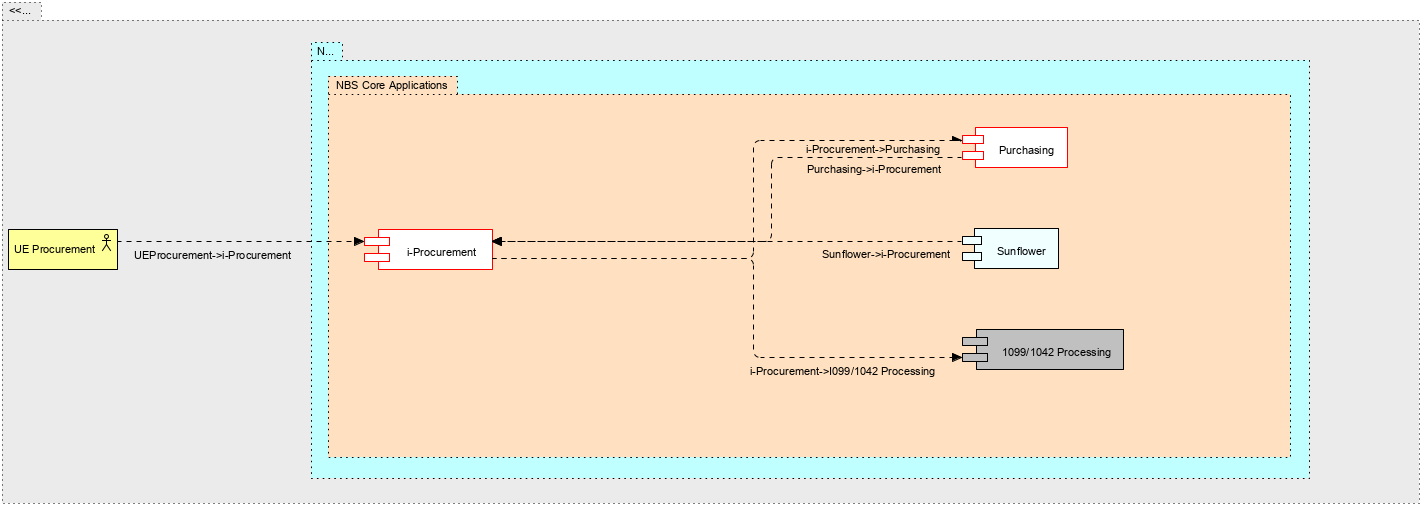 <<...
N...
NBS Core Applications
i-Procurement->Purchasing
Purchasing
Purchasing->i-Procurement
UE Procurement
UEProcurement->i-Procurement
i-Procurement
Sunflower->i-Procurement
Sunflower
1099/1042 Processing
i-Procurement->I099/1042 Processing